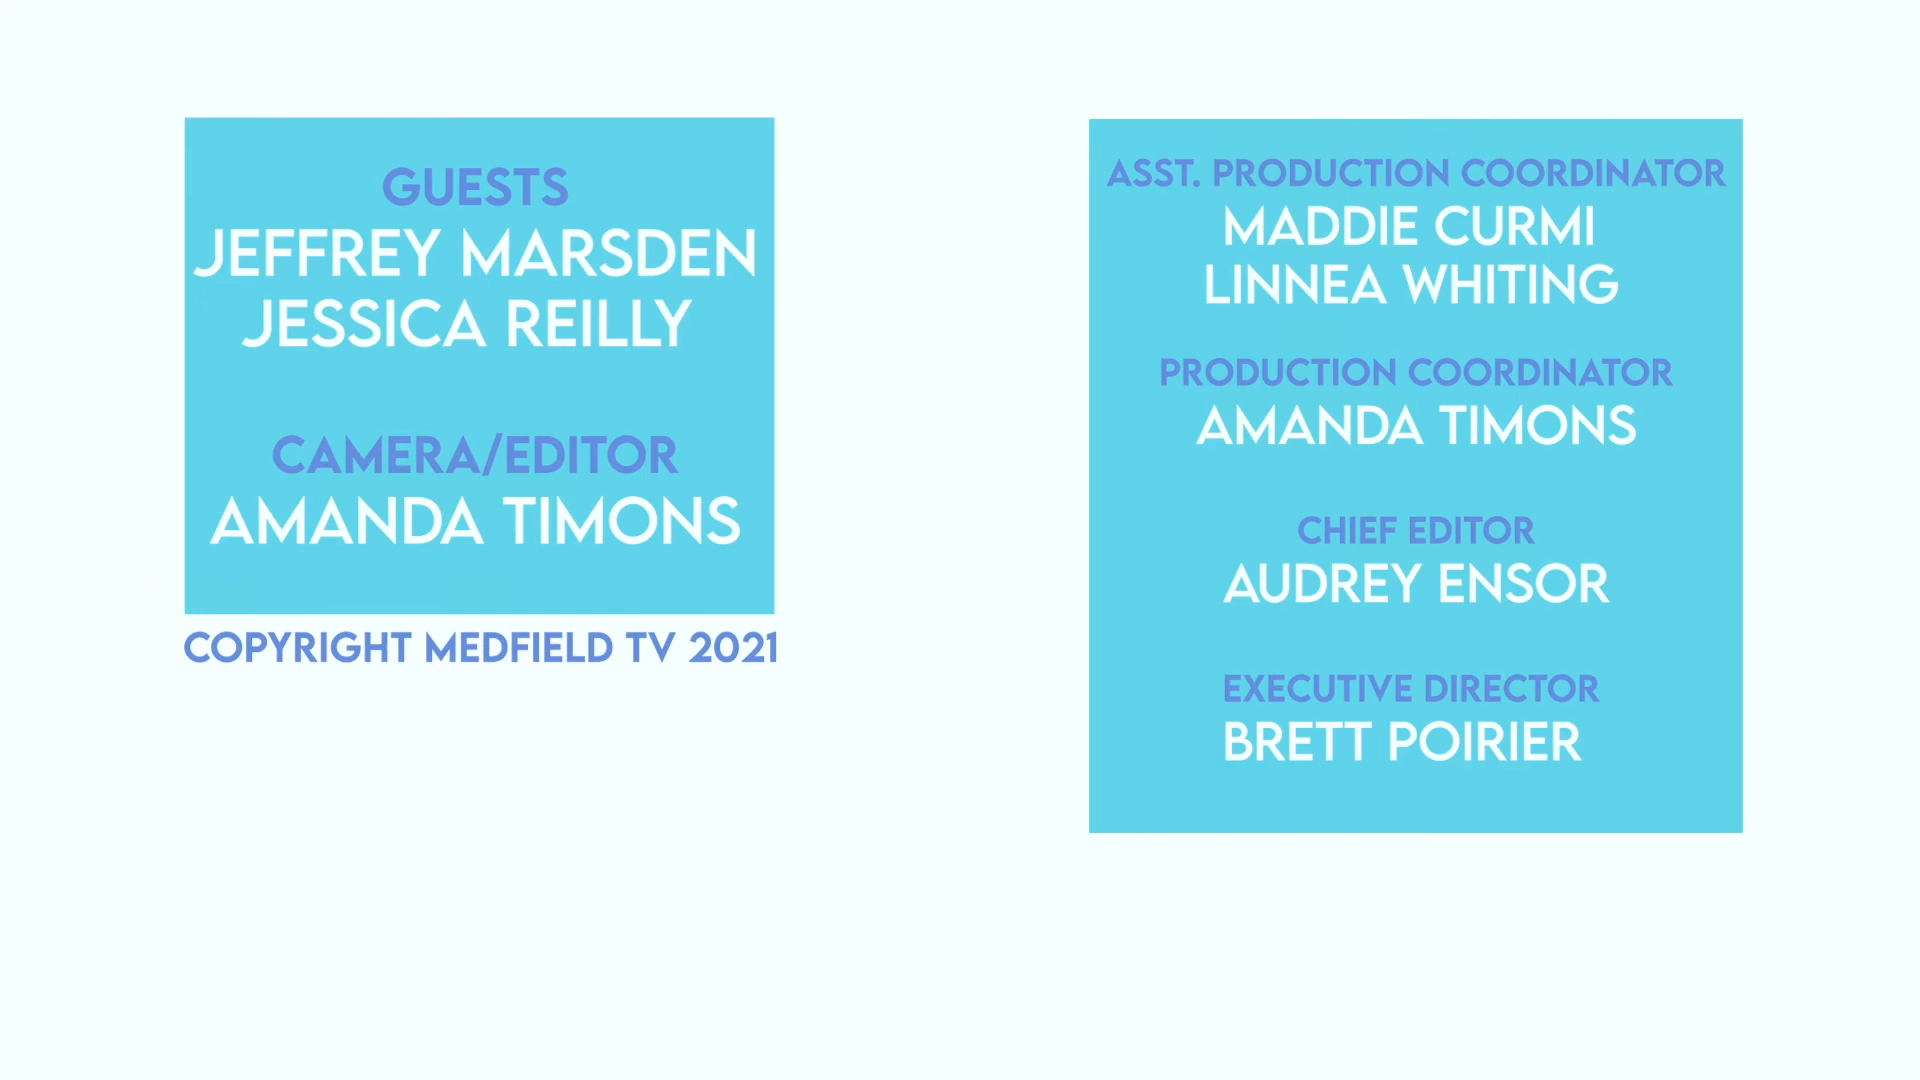 GUESTS
JEFFREY MARSDEN
JESSICA REILLY
CAMERA/EDITOR
AMANDA TIMONS
COPYRIGHT MEDFIELD TV 2021
ASST. PRODUCTION COORDINATOR
MADDIE CURMI
LINNEA WHITING
PRODUCTION COORDINATOR
AMANDA TIMONS
CHIEF EDITOR
AUDREY ENSOR
EXECUTIVE DIRECTOR
BRETT POIRIER